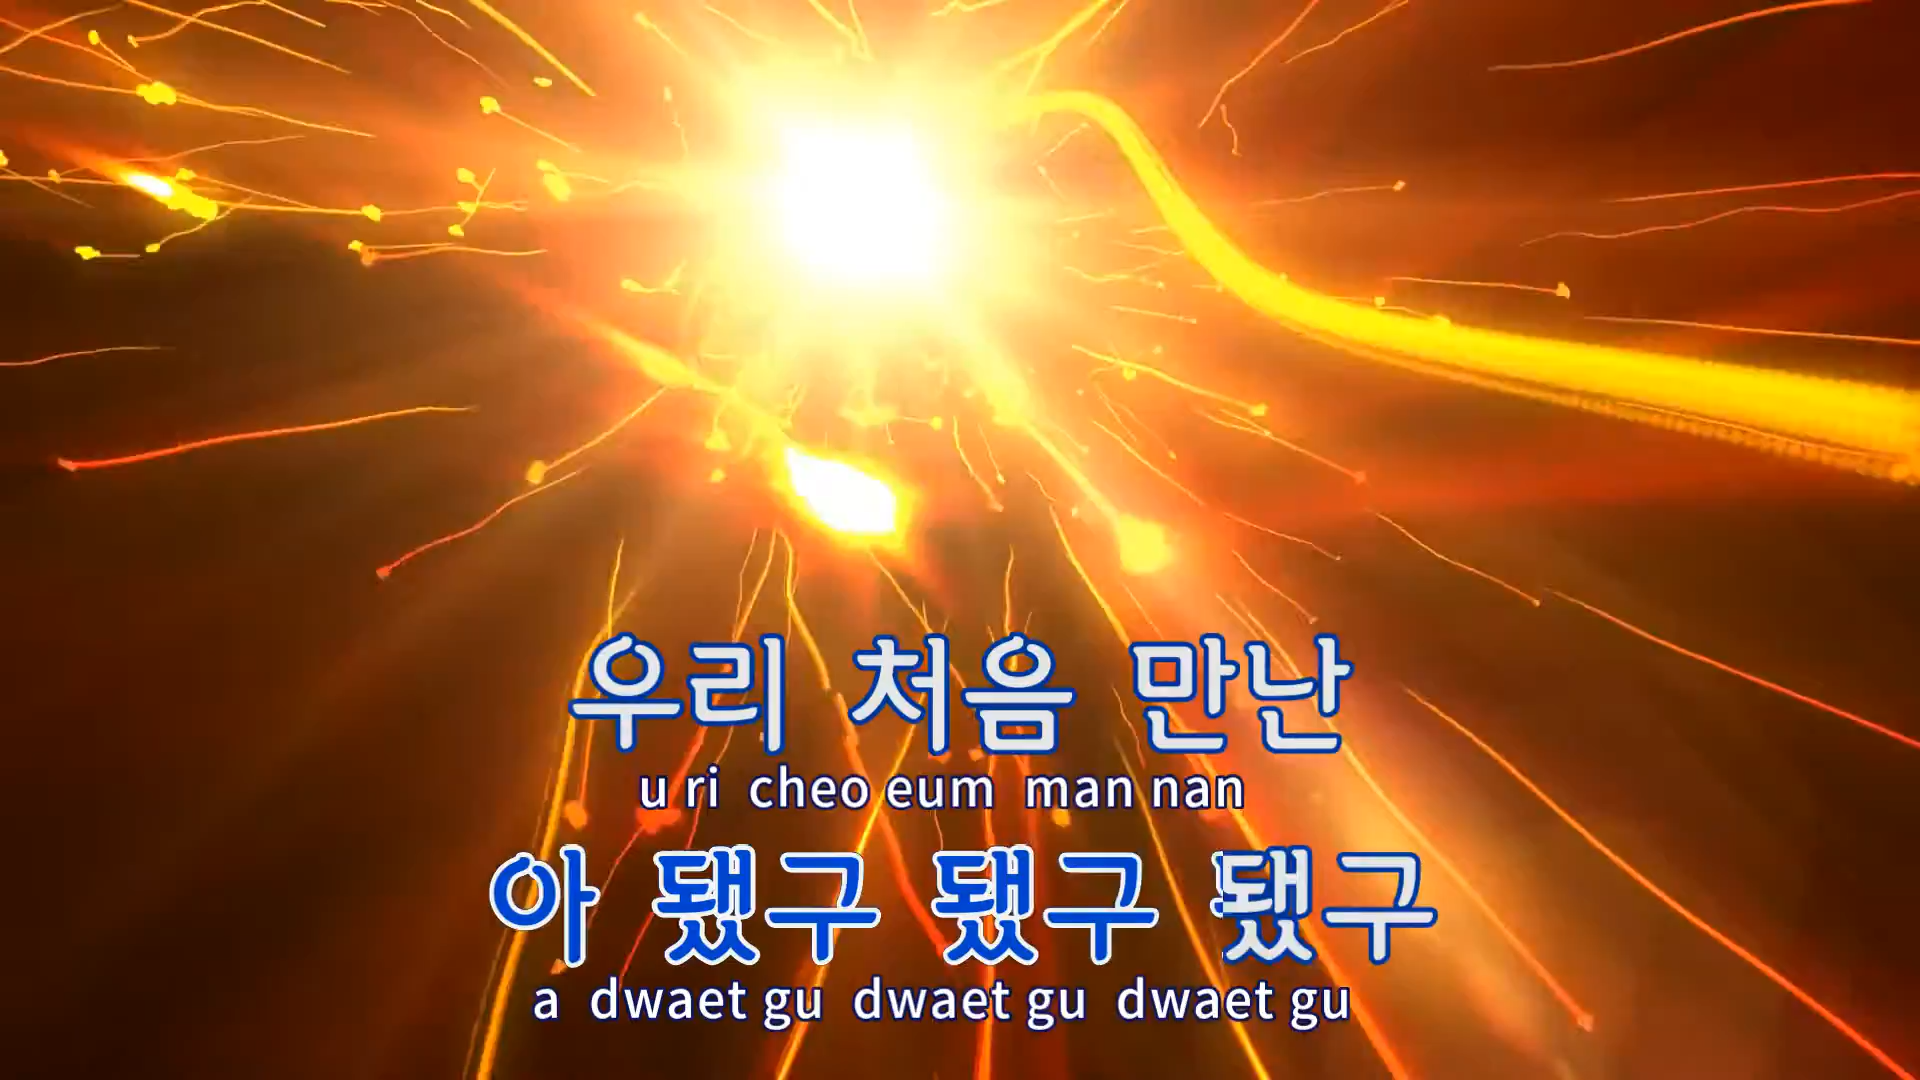 우리 처음 만난
u ri cheo eum man nan
아 됐구 됐구 됐구
a dwaet gu dwaet gu dwaet gu